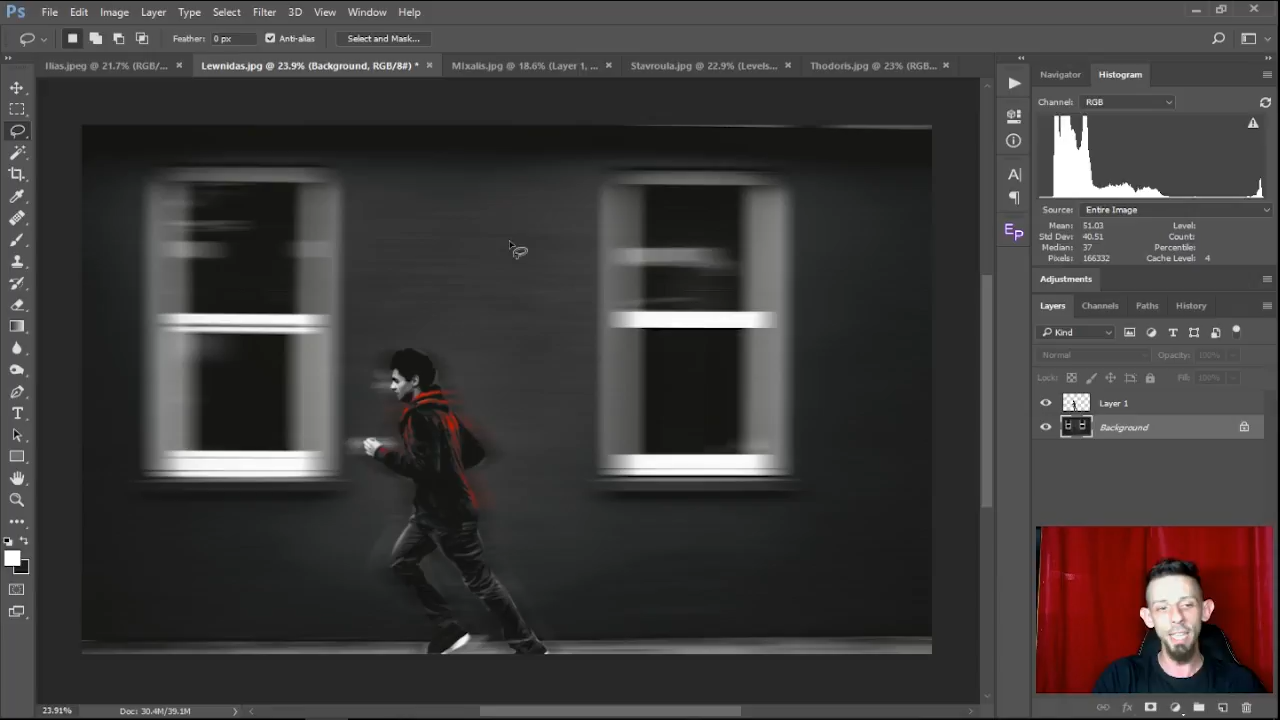 Ps File Edit Image Layer Type Select Filter 3D View Window Help
Feather: 0 px Anti-alias Select and Mask...
Ilias.jpeg @ 21.7% (RGB/... × Lewnidas.jpg @ 23.9% (Background, RGB/8#) * × MIxalis.jpg @ 18.6% (Layer 1, ... × Stavroula.jpg @ 22.9% (Levels... × Thodoris.jpg @ 23% (RGB... ×
Navigator Histogram
Channel: RGB
Source: Entire Image
Mean: 51.03 Level:
Std Dev: 40.51 Count:
Median: 37 Percentile:
Pixels: 166332 Cache Level: 4
Adjustments
Layers Channels Paths History
Kind
Normal Opacity: 100%
Lock: Fill: 100%
Layer 1
Background
23.91% Doc: 30.4M/39.1M
Ep
A
fx